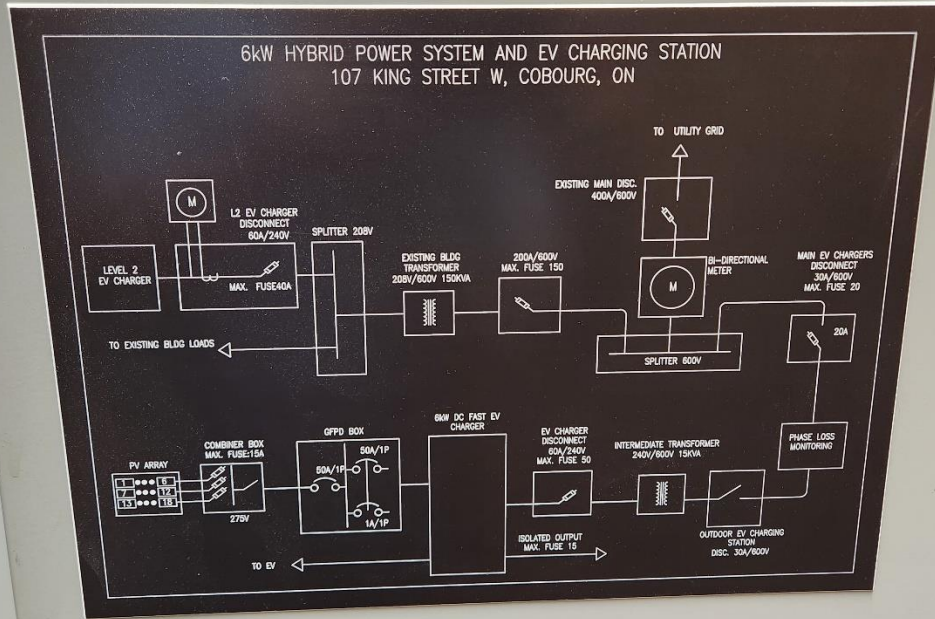 6kW HYBRID POWER SYSTEM AND EV CHARGING STATION
107 KING STREET W, COBOURG, ON
TO UTILITY GRID
EXISTING MAIN DISC.
400A/600V
M
L2 EV CHARGER
DISCONNECT
60A/240V
SPLITTER 208V
LEVEL 2
EV CHARGER
MAX. FUSE40A
EXISTING BLDG
TRANSFORMER
208V/600V 150KVA
200A/600V
MAX. FUSE 150
M
BI-DIRECTIONAL
METER
MAIN EV CHARGERS
DISCONNECT
30A/600V
MAX. FUSE 20
20A
TO EXISTING BLDG LOADS
SPLITTER 600V
PHASE LOSS
MONITORING
PV ARRAY
1 6
7 12
13 18
COMBINER BOX
MAX. FUSE:15A
275V
GFPD BOX
50A/1P
50A/1P
1A/1P
6kW DC FAST EV
CHARGER
EV CHARGER
DISCONNECT
60A/240V
MAX. FUSE 50
INTERMEDIATE TRANSFORMER
240V/600V 15KVA
OUTDOOR EV CHARGING
STATION
DISC. 30A/600V
ISOLATED OUTPUT
MAX. FUSE 15
TO EV